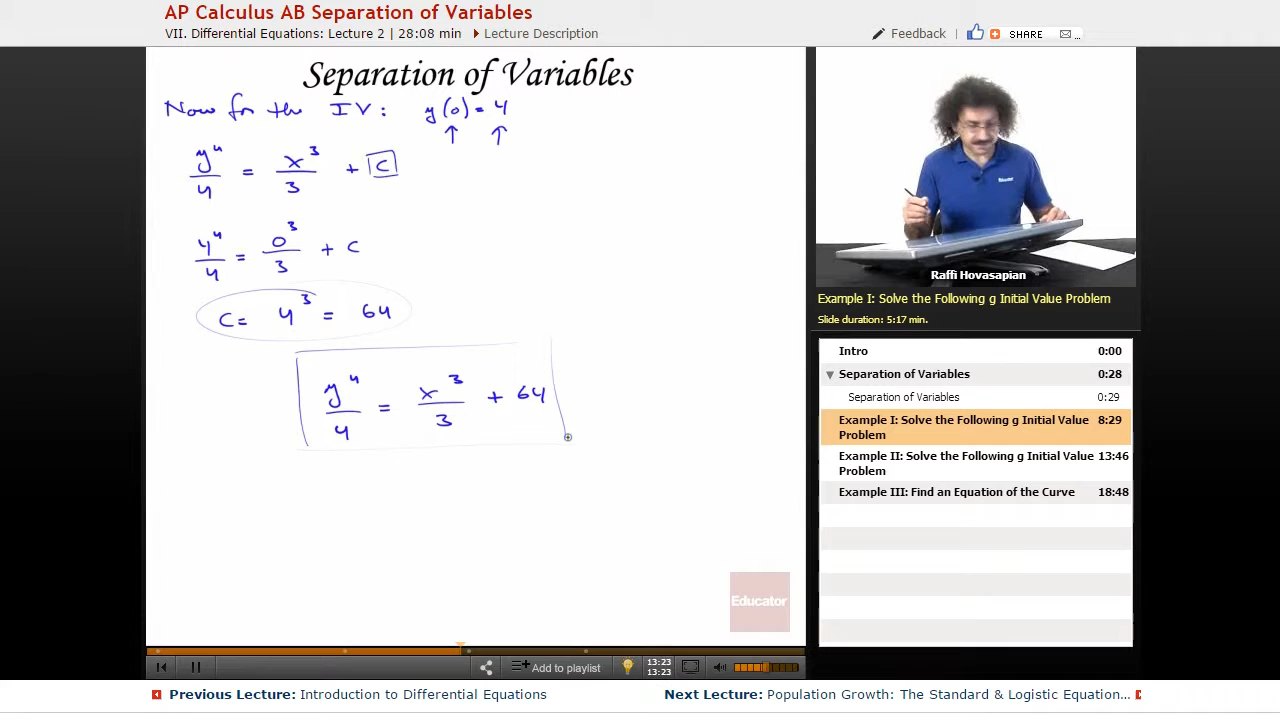 AP Calculus AB Separation of Variables
VII. Differential Equations: Lecture 2 | 28:08 min Lecture Description
Feedback | SHARE ...
Separation of Variables
Now for the IV: y(0) = 4
↑ ↑
y⁴/4 = x³/3 + C
4⁴/4 = 0³/3 + C
C = 4³ = 64
y⁴/4 = x³/3 + 64
Educator
Raffi Hovasapian
Example I: Solve the Following g Initial Value Problem
Slide duration: 5:17 min.
Intro 0:00
Separation of Variables 0:28
Separation of Variables 0:29
Example I: Solve the Following g Initial Value 8:29
Problem
Example II: Solve the Following g Initial Value 13:46
Problem
Example III: Find an Equation of the Curve 18:48
Educator
Add to playlist
13:23
13:23
Previous Lecture: Introduction to Differential Equations
Next Lecture: Population Growth: The Standard & Logistic Equation...